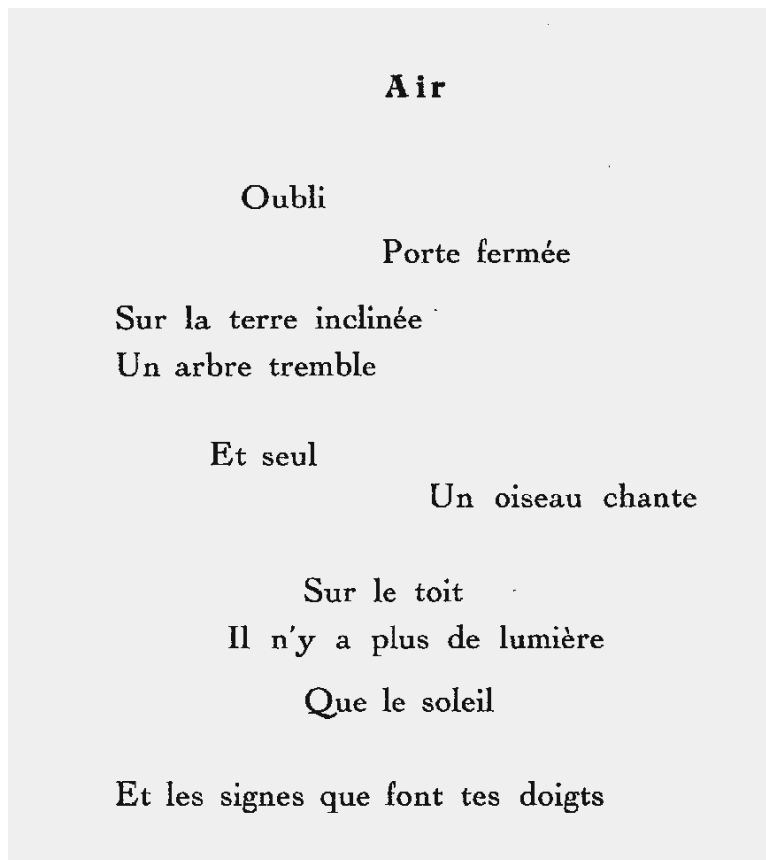 Air
Oubli
Porte fermée
Sur la terre inclinée
Un arbre tremble
Et seul
Un oiseau chante
Sur le toit
Il n'y a plus de lumière
Que le soleil
Et les signes que font tes doigts